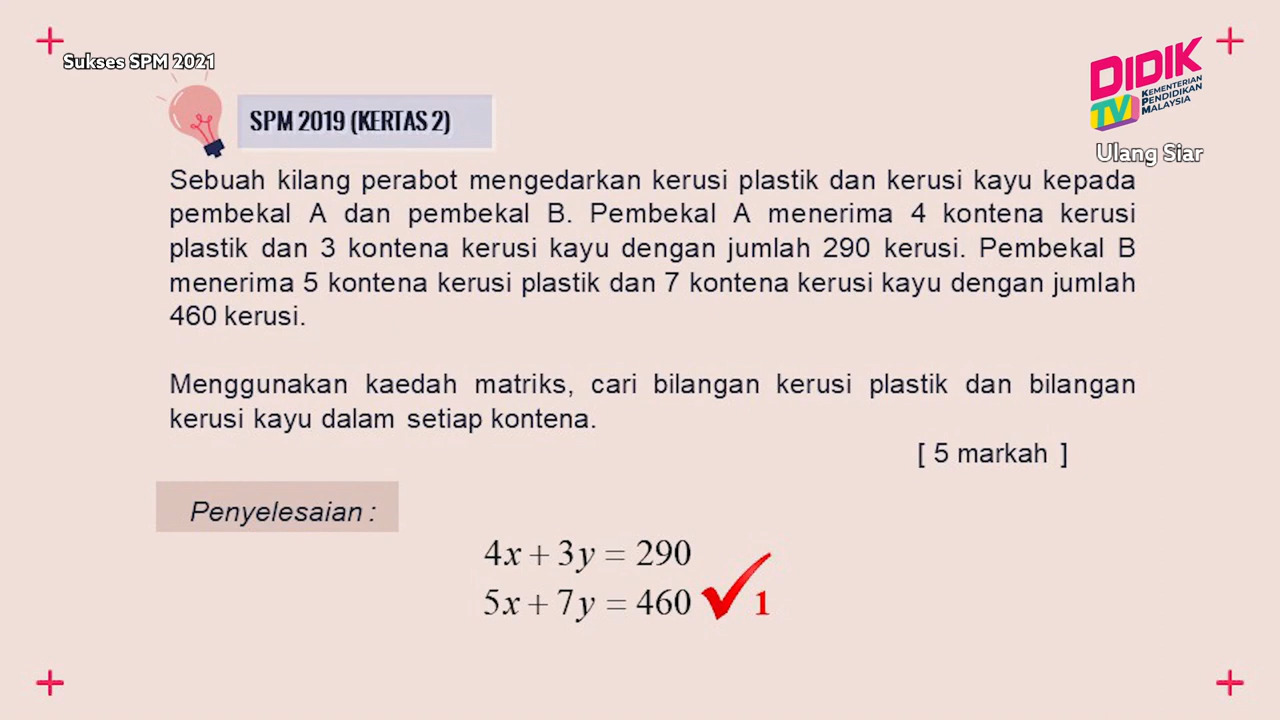 Sukses SPM 2021
DIDIK
TV
KEMENTERIAN
PENDIDIKAN
MALAYSIA
Ulang Siar
SPM 2019 (KERTAS 2)
Sebuah kilang perabot mengedarkan kerusi plastik dan kerusi kayu kepada
pembekal A dan pembekal B. Pembekal A menerima 4 kontena kerusi
plastik dan 3 kontena kerusi kayu dengan jumlah 290 kerusi. Pembekal B
menerima 5 kontena kerusi plastik dan 7 kontena kerusi kayu dengan jumlah
460 kerusi.
Menggunakan kaedah matriks, cari bilangan kerusi plastik dan bilangan
kerusi kayu dalam setiap kontena.
[ 5 markah ]
Penyelesaian :
4x + 3y = 290
5x + 7y = 460 ✓1